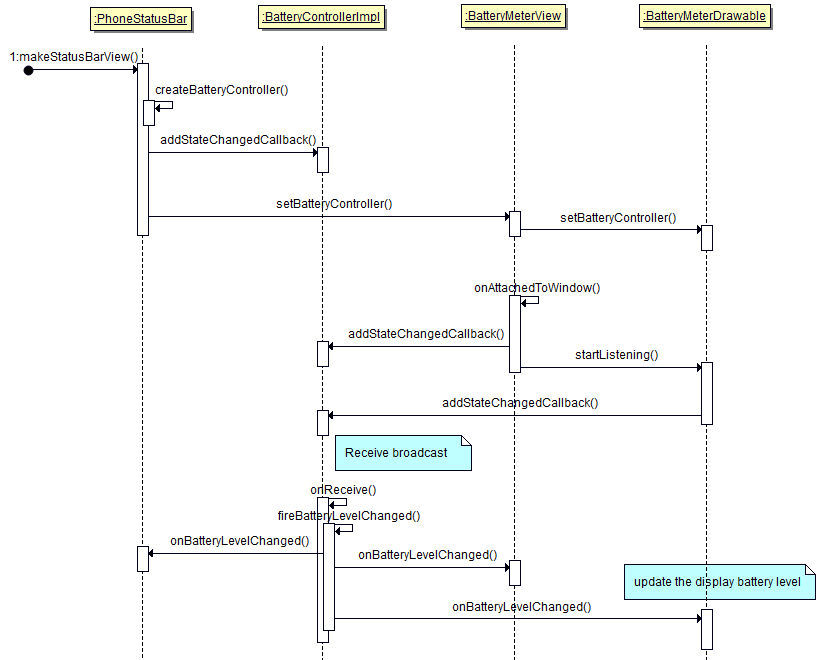 :PhoneStatusBar
:BatteryControllerImpl
:BatteryMeterView
:BatteryMeterDrawable
1:makeStatusBarView()
createBatteryController()
addStateChangedCallback()
setBatteryController()
setBatteryController()
onAttachedToWindow()
addStateChangedCallback()
startListening()
addStateChangedCallback()
Receive broadcast
onReceive()
fireBatteryLevelChanged()
onBatteryLevelChanged()
onBatteryLevelChanged()
update the display battery level
onBatteryLevelChanged()